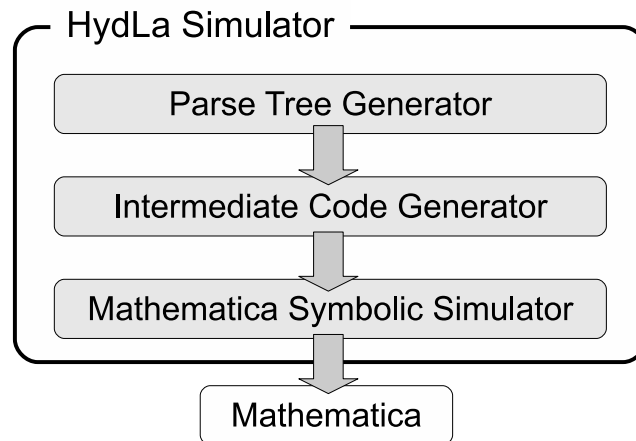 HydLa Simulator
Parse Tree Generator
Intermediate Code Generator
Mathematica Symbolic Simulator
Mathematica